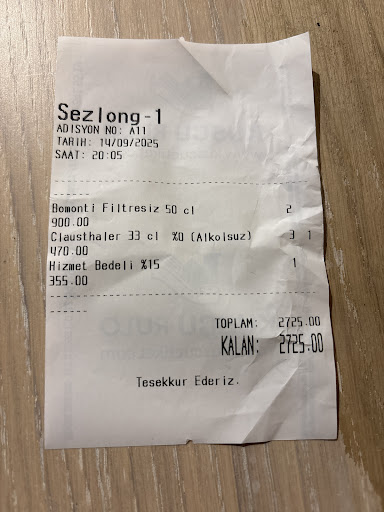 Sezlong-1
ADISYON NO: A11
TARIH: 14/09/2025
SAAT: 20:05
Bomonti Filtresiz 50 cl 2
900.00
Clausthaler 33 cl %0 (Alkolsuz) 3 1
470.00
Hizmet Bedeli %15 1
355.00
TOPLAM: 2725.00
KALAN: 2725.00
Tesekkur Ederiz.